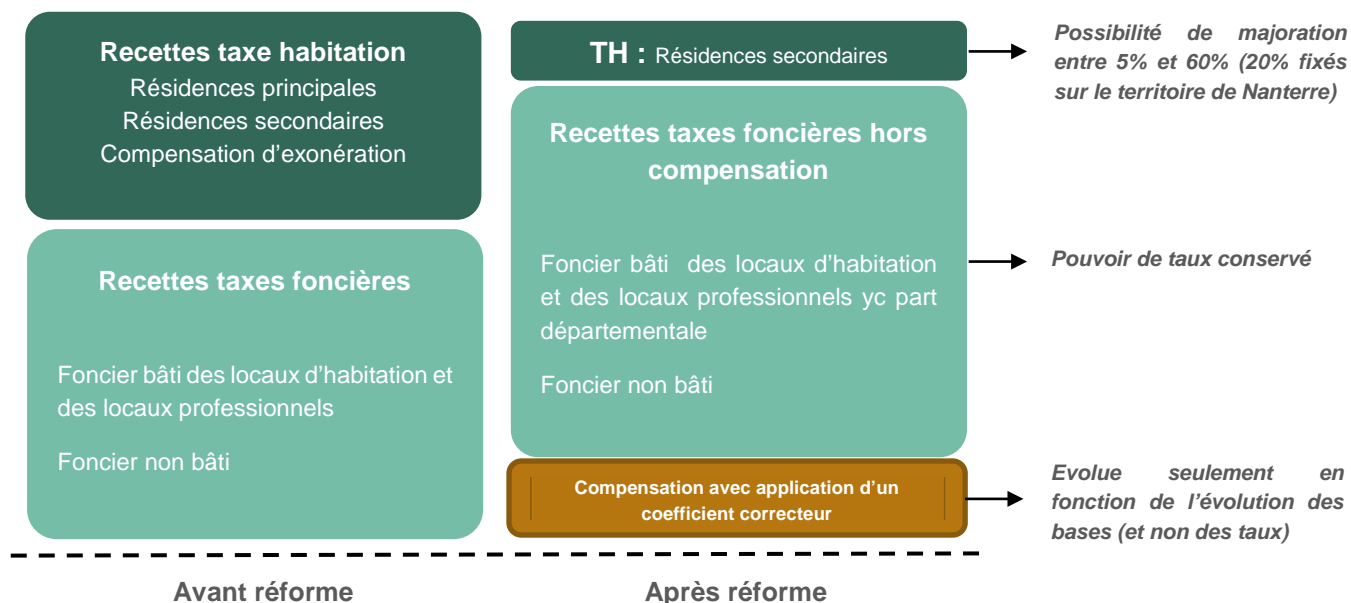 Recettes taxe habitation
Résidences principales
Résidences secondaires
Compensation d'exonération
Recettes taxes foncières
Foncier bâti des locaux d'habitation et
des locaux professionnels
Foncier non bâti
Avant réforme
TH : Résidences secondaires
Recettes taxes foncières hors
compensation
Foncier bâti des locaux d'habitation
et des locaux professionnels yc part
départementale
Foncier non bâti
Compensation avec application d'un
coefficient correcteur
Après réforme
Possibilité de majoration
entre 5% et 60% (20% fixés
sur le territoire de Nanterre)
Pouvoir de taux conservé
Evolue seulement en
fonction de l'évolution des
bases (et non des taux)